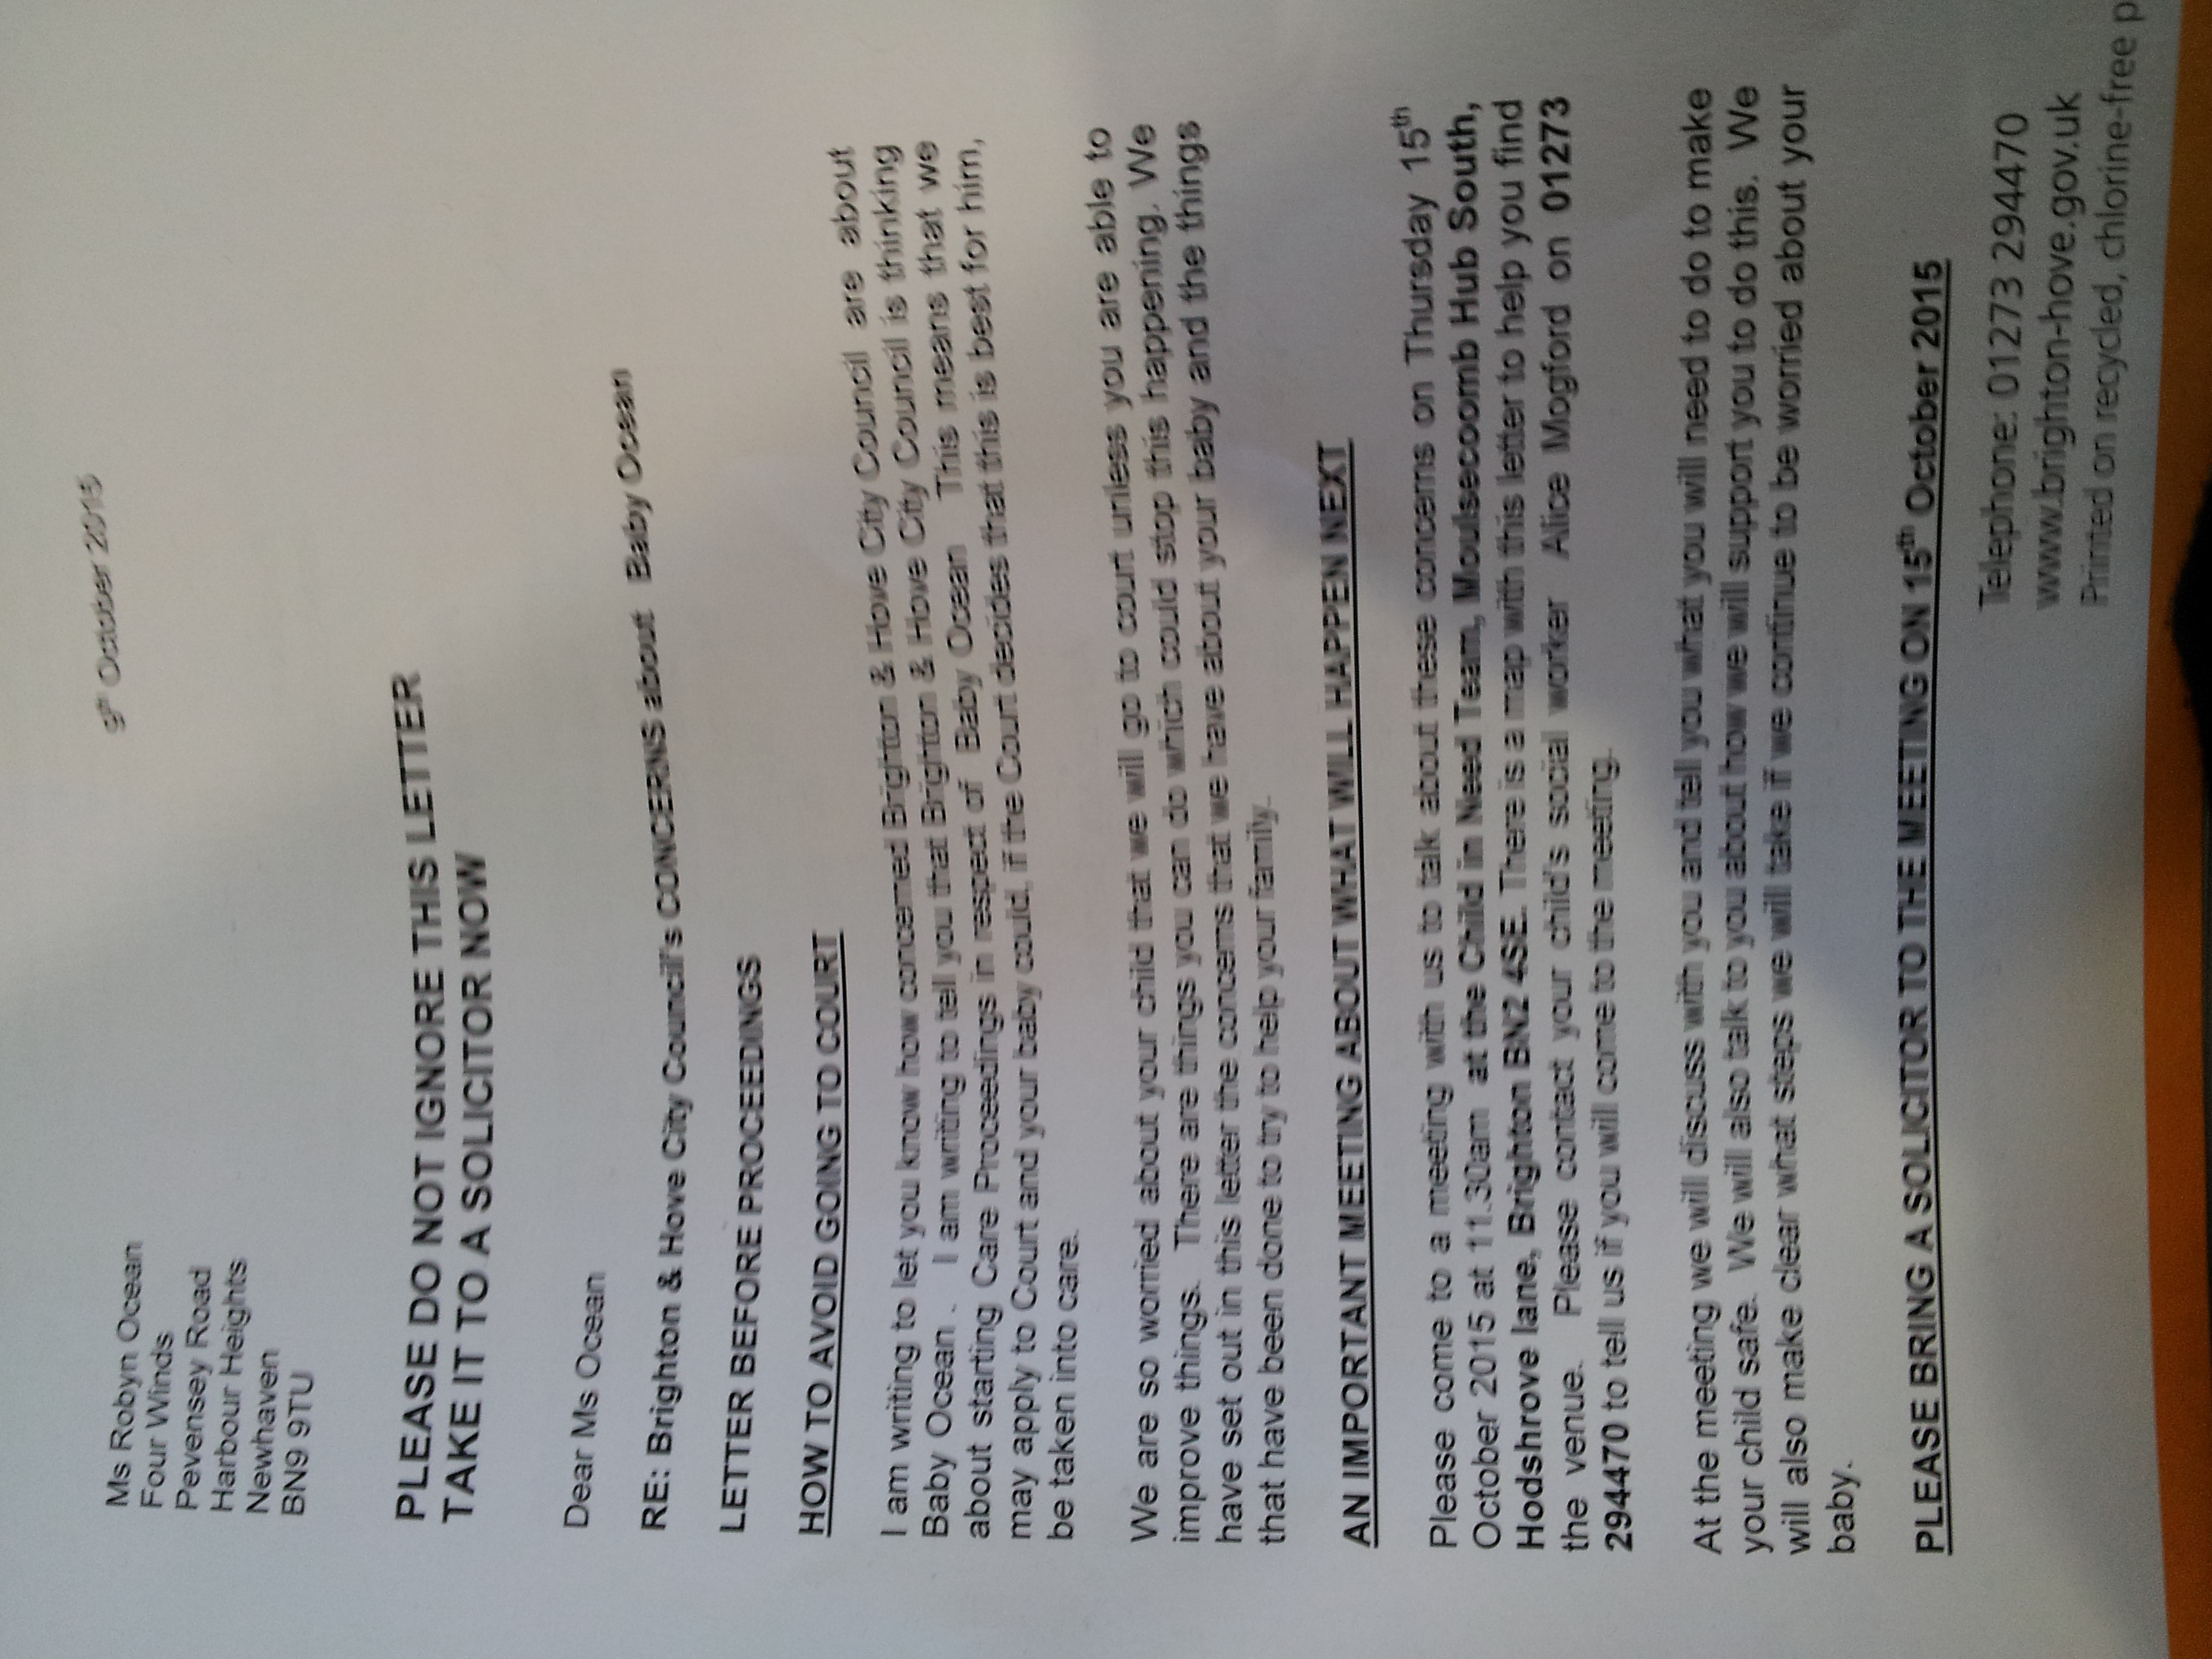 9th October 2015
Ms Robyn Ocean
Four Winds
Pevensey Road
Harbour Heights
Newhaven
BN9 9TU
PLEASE DO NOT IGNORE THIS LETTER
TAKE IT TO A SOLICITOR NOW
Dear Ms Ocean
RE: Brighton & Hove City Council's CONCERNS about Baby Ocean
LETTER BEFORE PROCEEDINGS
HOW TO AVOID GOING TO COURT
I am writing to let you know how concerned Brighton & Hove City Council are about
Baby Ocean . I am writing to tell you that Brighton & Hove City Council is thinking
about starting Care Proceedings in respect of Baby Ocean This means that we
may apply to Court and your baby could, if the Court decides that this is best for him,
be taken into care.
We are so worried about your child that we will go to court unless you are able to
improve things. There are things you can do which could stop this happening. We
have set out in this letter the concerns that we have about your baby and the things
that have been done to try to help your family.
AN IMPORTANT MEETING ABOUT WHAT WILL HAPPEN NEXT
Please come to a meeting with us to talk about these concerns on Thursday 15th
October 2015 at 11.30am at the Child in Need Team, Moulsecoomb Hub South,
Hodshrove lane, Brighton BN2 4SE. There is a map with this letter to help you find
the venue. Please contact your child's social worker Alice Mogford on 01273
294470 to tell us if you will come to the meeting.
At the meeting we will discuss with you and tell you what you will need to do to make
your child safe. We will also talk to you about how we will support you to do this. We
will also make clear what steps we will take if we continue to be worried about your
baby.
PLEASE BRING A SOLICITOR TO THE MEETING ON 15th October 2015
Telephone: 01273 294470
www.brighton-hove.gov.uk
Printed on recycled, chlorine-free p